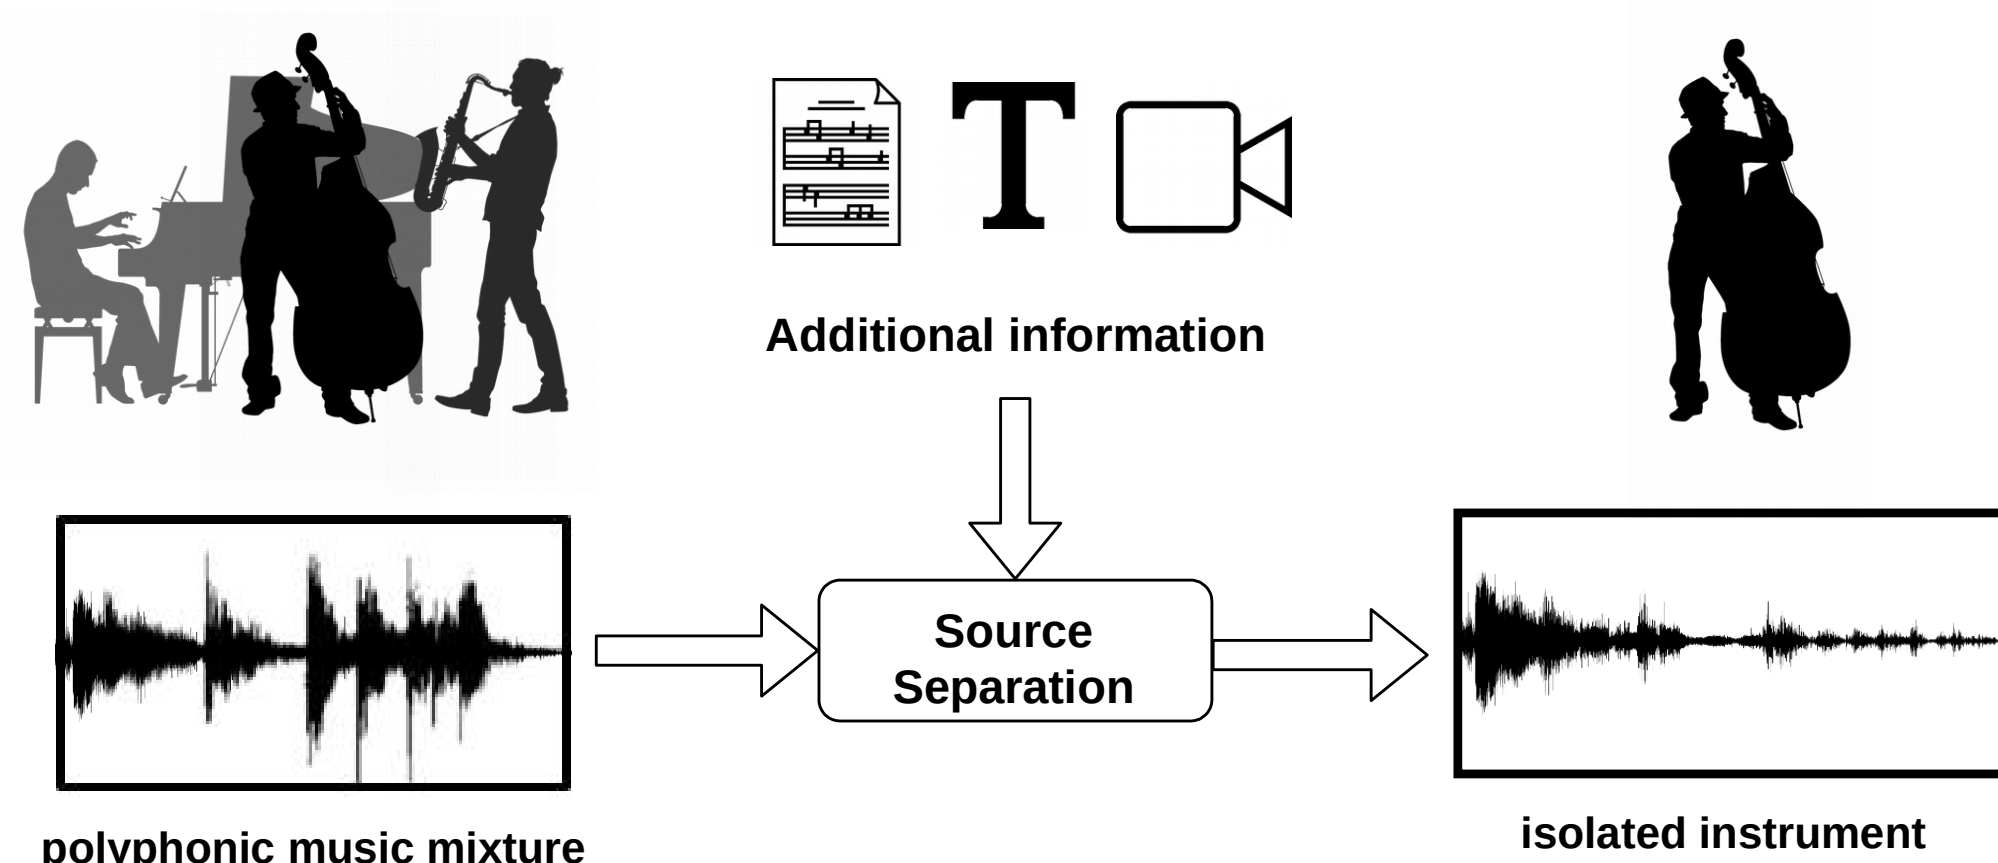 T
Additional information
Source
Separation
polyphonic music mixture
isolated instrument